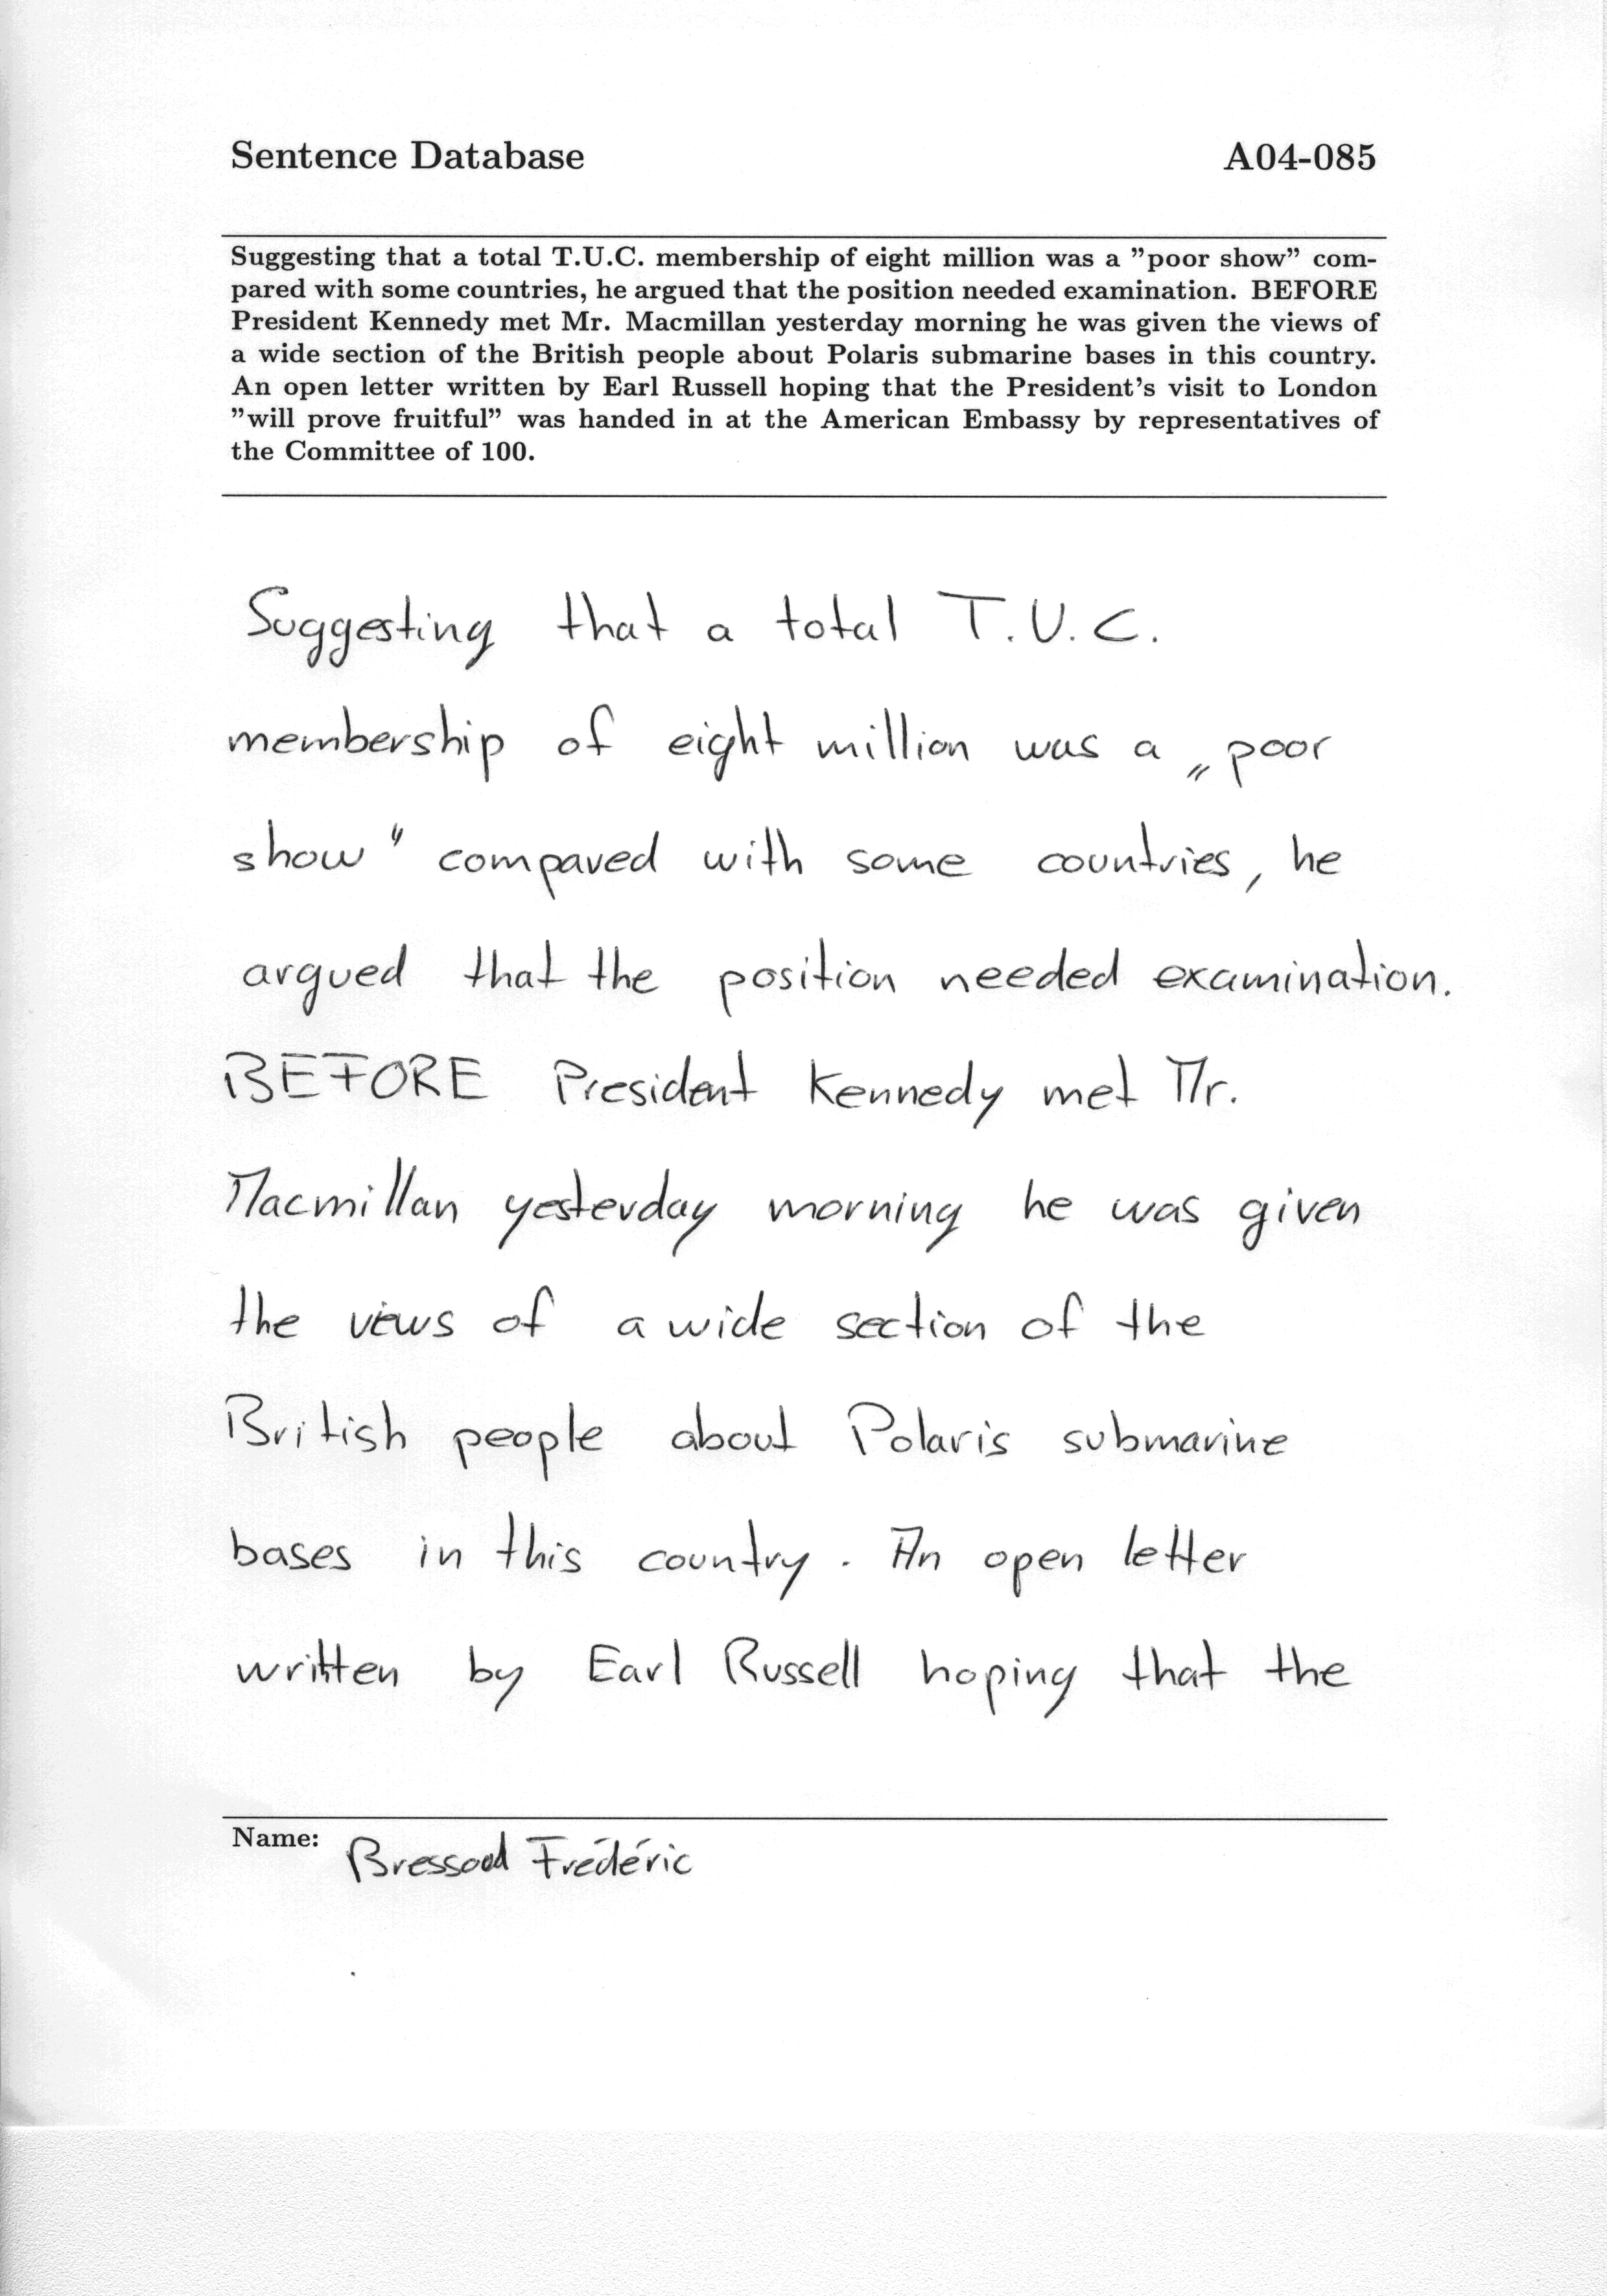 Sentence Database A04-085
Suggesting that a total T.U.C. membership of eight million was a ”poor show” com-
pared with some countries, he argued that the position needed examination. BEFORE
President Kennedy met Mr. Macmillan yesterday morning he was given the views of
a wide section of the British people about Polaris submarine bases in this country.
An open letter written by Earl Russell hoping that the President’s visit to London
”will prove fruitful” was handed in at the American Embassy by representatives of
the Committee of 100.
Suggesting that a total T.U.C.
membership of eight million was a „poor
show" compared with some countries, he
argued that the position needed examination.
BEFORE President Kennedy met Mr.
Macmillan yesterday morning he was given
the views of a wide section of the
British people about Polaris submarine
bases in this country. An open letter
written by Earl Russell hoping that the
Name: Frédéric